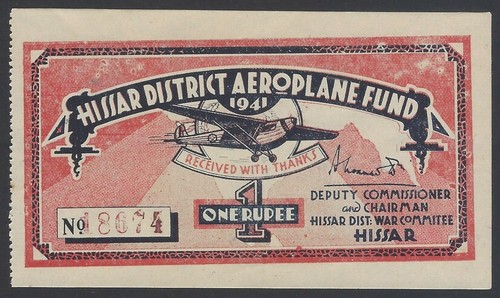 HISSAR DISTRICT AEROPLANE FUND
1941
RECEIVED WITH THANKS
1
ONE RUPEE
No 18674
DEPUTY COMMISSIONER
and CHAIRMAN
HISSAR DIST: WAR COMMITEE
HISSAR